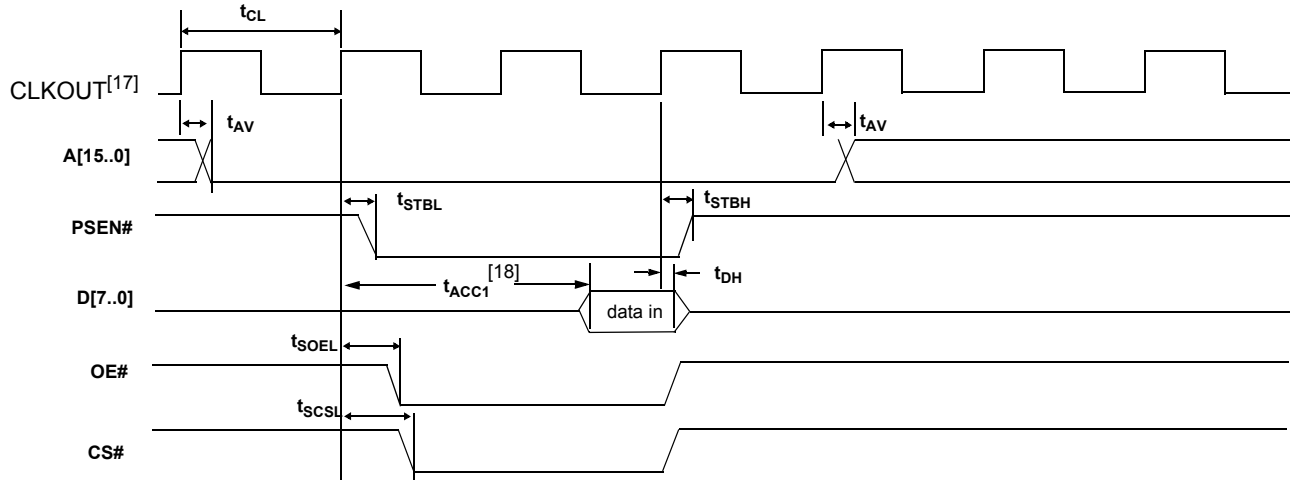 tCL
CLKOUT[17]
tAV
tAV
A[15..0]
tSTBL
tSTBH
PSEN#
[18]
tACC1
tDH
D[7..0]
data in
tSOEL
OE#
tSCSL
CS#